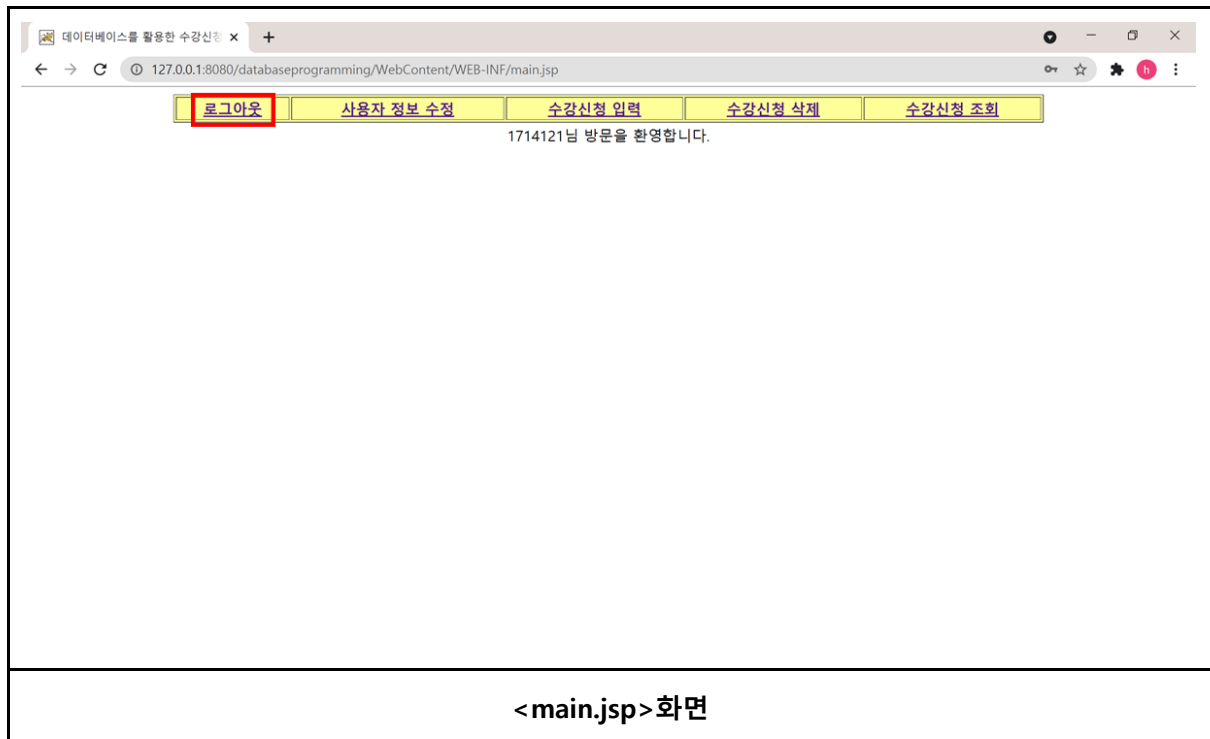 데이터베이스를 활용한 수강신청
127.0.0.1:8080/databaseprogramming/WebContent/WEB-INF/main.jsp
h
로그아웃 사용자 정보 수정 수강신청 입력 수강신청 삭제 수강신청 조회
1714121님 방문을 환영합니다.
<main.jsp>화면